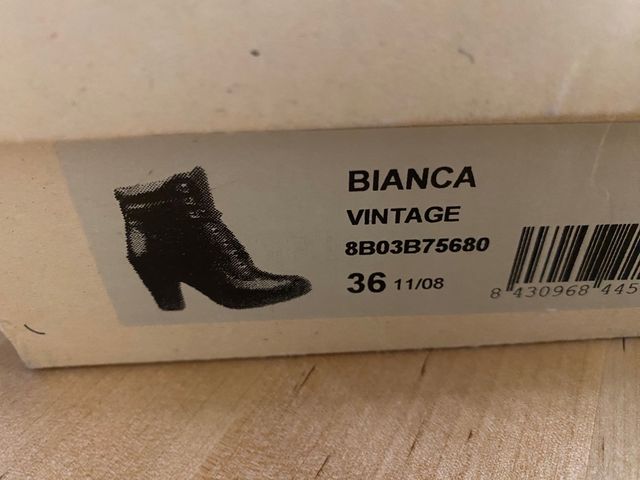 BIANCA
VINTAGE
8B03B75680
36 11/08
8 430968 445